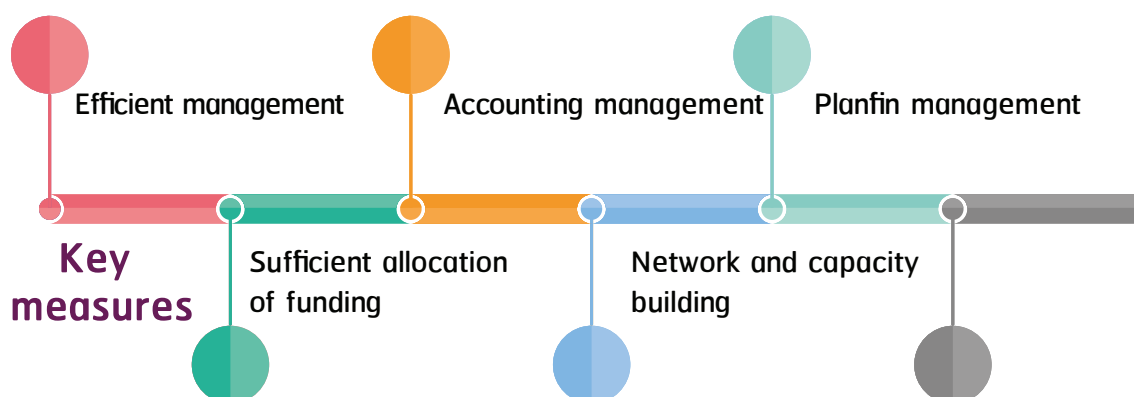 Efficient management
Accounting management
Planfin management
Key
measures
Sufficient allocation
of funding
Network and capacity
building